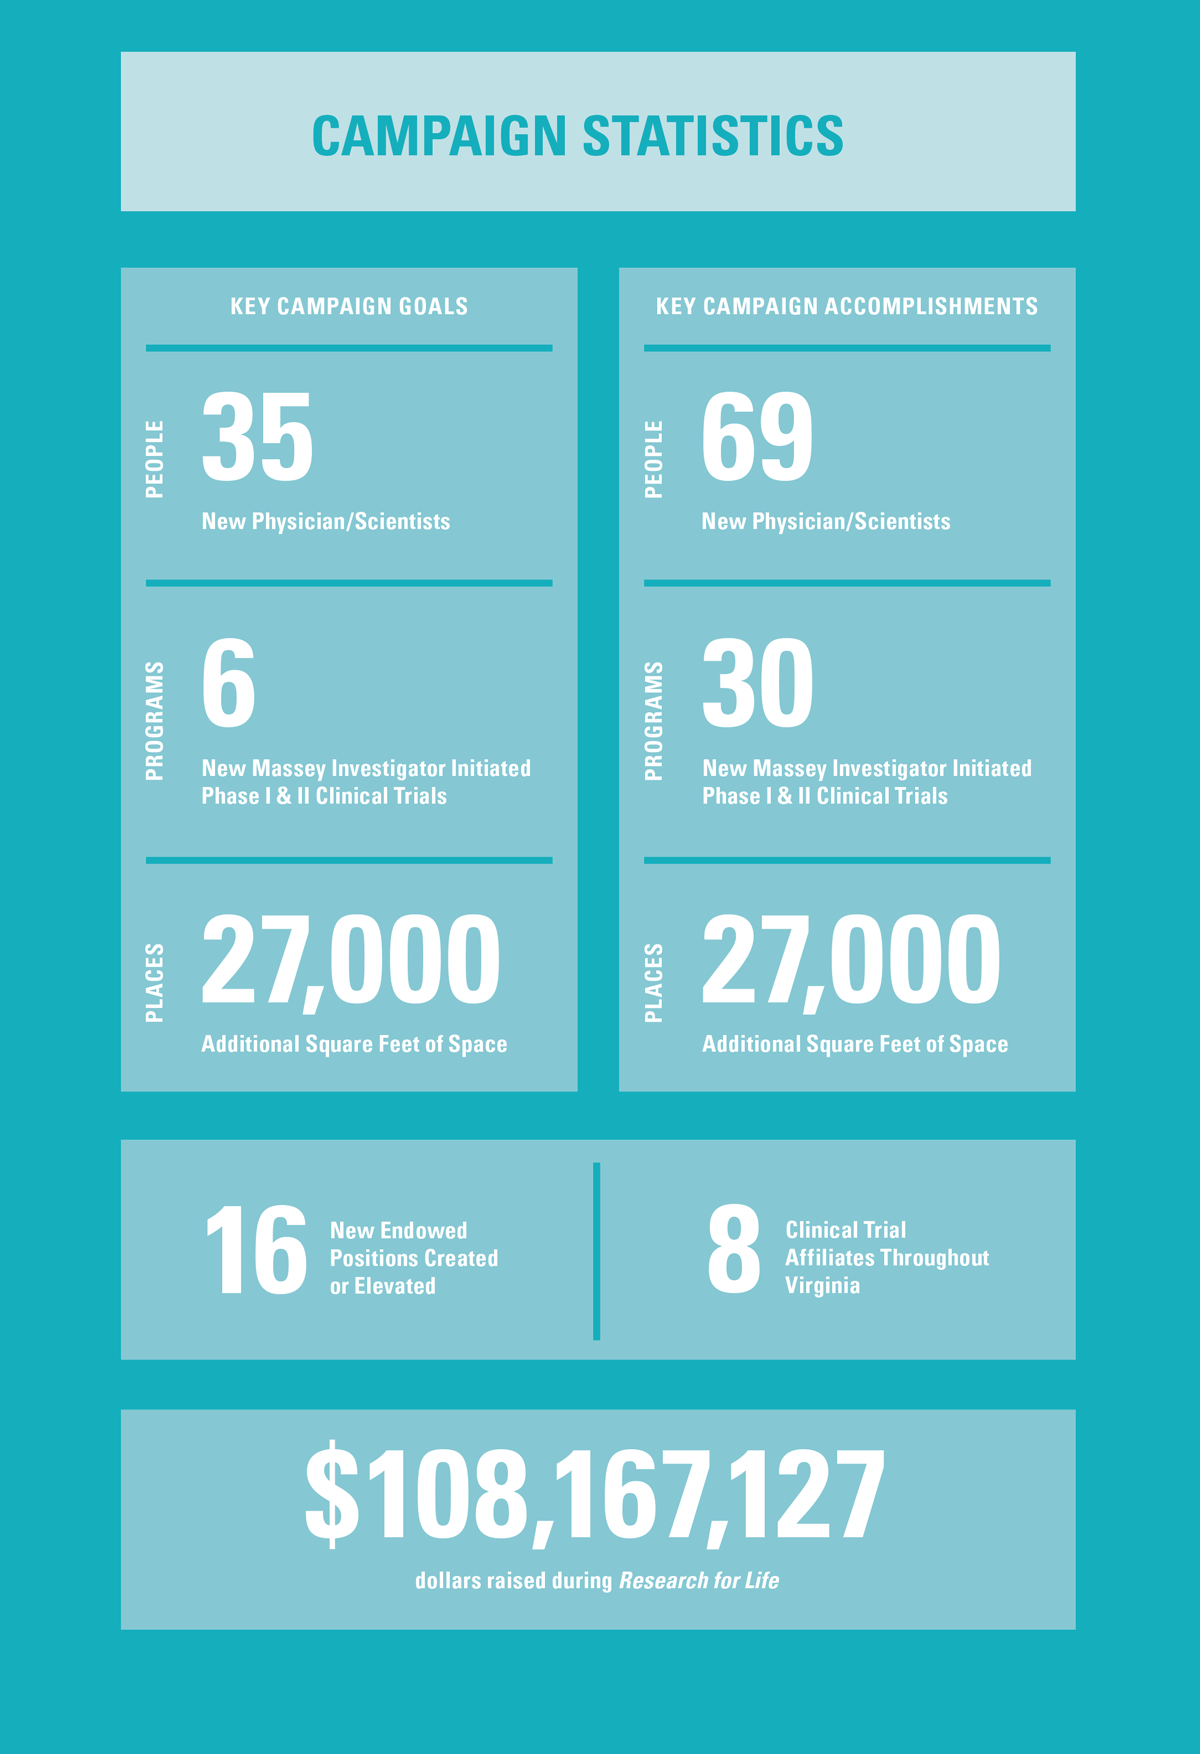 CAMPAIGN STATISTICS
KEY CAMPAIGN GOALS
PEOPLE
35
New Physician/Scientists
PROGRAMS
6
New Massey Investigator Initiated
Phase I & II Clinical Trials
PLACES
27,000
Additional Square Feet of Space
KEY CAMPAIGN ACCOMPLISHMENTS
PEOPLE
69
New Physician/Scientists
PROGRAMS
30
New Massey Investigator Initiated
Phase I & II Clinical Trials
PLACES
27,000
Additional Square Feet of Space
16
New Endowed
Positions Created
or Elevated
8
Clinical Trial
Affiliates Throughout
Virginia
$108,167,127
dollars raised during Research for Life